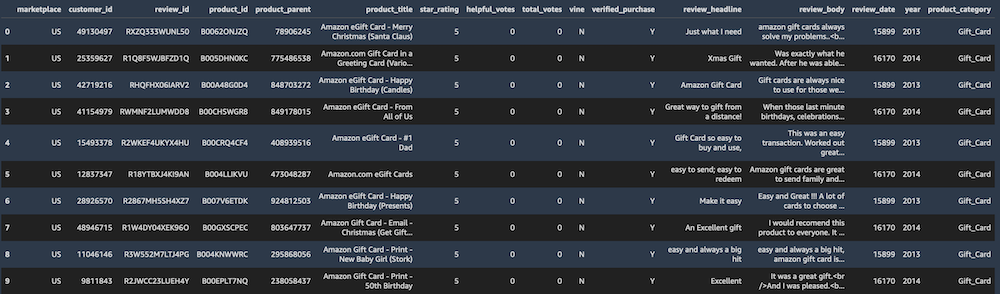 marketplace customer_id review_id product_id product_parent product_title star_rating helpful_votes total_votes vine verified_purchase review_headline review_body review_date year product_category
0 US 49130497 RXZQ333WUNL50 B0062ONJZQ 78906245 Amazon eGift Card - Merry Christmas (Santa Claus) 5 0 0 N Y Just what I need amazon gift cards always solve my problems..<b... 15899 2013 Gift_Card
1 US 25359627 R1Q8F5WJBFZD1Q B005DHN0KC 775486538 Amazon.com Gift Card in a Greeting Card (Vario... 5 0 0 N Y Xmas Gift Was exactly what he wanted. After he was able... 16170 2014 Gift_Card
2 US 42719216 RHQFHX06IARV2 B00A48G0D4 848703272 Amazon eGift Card - Happy Birthday (Candles) 5 0 0 N Y Amazon Gift Card Gift cards are always nice to use for those we... 15899 2013 Gift_Card
3 US 41154979 RWMNF2LUMWDD8 B00CHSWGR8 849178015 Amazon eGift Card - From All of Us 5 0 0 N Y Great way to gift from a distance! When those last minute birthdays, celebrations... 16170 2014 Gift_Card
4 US 15493378 R2WKEF4UKYX4HU B00CRQ4CF4 408939516 Amazon eGift Card - #1 Dad 5 0 0 N Y Gift Card so easy to buy and use, This was an easy transaction. Worked out great... 15899 2013 Gift_Card
5 US 12837347 R18YTBXJ4KI9AN B004LLIKVU 473048287 Amazon.com eGift Cards 5 0 0 N Y easy to send; easy to redeem Amazon gift cards are great to send family and... 16170 2014 Gift_Card
6 US 28926570 R2867MH5SH4XZ7 B007V6ETDK 924812503 Amazon eGift Card - Happy Birthday (Presents) 5 0 0 N Y Make it easy Easy and Great !!! A lot of cards to choose ... 15899 2013 Gift_Card
7 US 48946715 R1W4DY04XEK96O B00GXSCPEC 803647737 Amazon Gift Card - Email - Christmas (Get Gift... 5 0 0 N Y An Excellent gift I would recomend this product to everyone. It ... 16170 2014 Gift_Card
8 US 11046146 R3W552M7LTJ4PG B004KNWWRC 295868056 Amazon Gift Card - Print - New Baby Girl (Stork) 5 0 0 N Y easy and always a big hit easy and always a big hit, amazon gift card is... 15899 2013 Gift_Card
9 US 9811843 R2JWCC23LUEH4Y B00EPLT7NQ 238058437 Amazon Gift Card - Print - 50th Birthday 5 0 0 N Y Excellent It was a great gift.<br />And I was pleased.<b... 16170 2014 Gift_Card